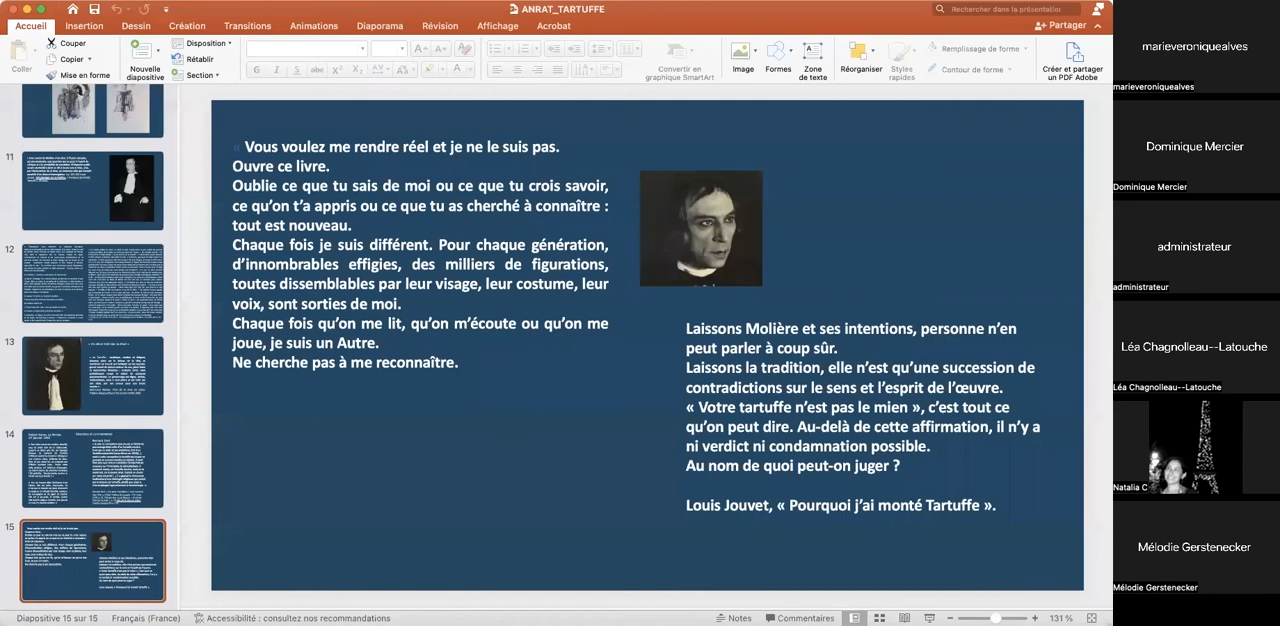 ANRAT_TARTUFFE
Rechercher dans la présentation
Accueil
Insertion
Dessin
Création
Transitions
Animations
Diaporama
Révision
Affichage
Acrobat
Partager
Coller
Couper
Copier
Mise en forme
Nouvelle
diapositive
Disposition
Rétablir
Section
G I S abc X² X₂
Convertir en
graphique SmartArt
Image
Formes
Zone
de texte
Réorganiser
Styles
rapides
Remplissage de forme
Contour de forme
Créer et partager
un PDF Adobe
11
12
13
14
15
« Vous voulez me rendre réel et je ne le suis pas.
Ouvre ce livre.
Oublie ce que tu sais de moi ou ce que tu crois savoir,
ce qu’on t’a appris ou ce que tu as cherché à connaître :
tout est nouveau.
Chaque fois je suis différent. Pour chaque génération,
d’innombrables effigies, des milliers de figurations,
dissemblables par leur visage, leur costume, leur
voix, sont sorties de moi.
Chaque fois qu’on me lit, qu’on m’écoute ou qu’on me
joue, je suis un Autre.
Ne cherche pas à me reconnaître.
Laissons Molière et ses intentions, personne n’en
peut parler à coup sûr.
Laissons la tradition, elle n’est qu’une succession de
contradictions sur le sens et l’esprit de l’œuvre.
« Votre tartuffe n’est pas le mien », c’est tout ce
qu’on peut dire. Au-delà de cette affirmation, il n’y a
ni verdict ni condamnation possible.
Au nom de quoi peut-on juger ?
Louis Jouvet, « Pourquoi j’ai monté Tartuffe ».
Diapositive 15 sur 15
Français (France)
Accessibilité : consultez nos recommandations
Notes
Commentaires
131 %
marieveroniquealves
marieveroniquealves
Dominique Mercier
Dominique Mercier
administrateur
administrateur
Léa Chagnolleau--Latouche
Léa Chagnolleau--Latouche
Natalia C
Mélodie Gerstenecker
Mélodie Gerstenecker